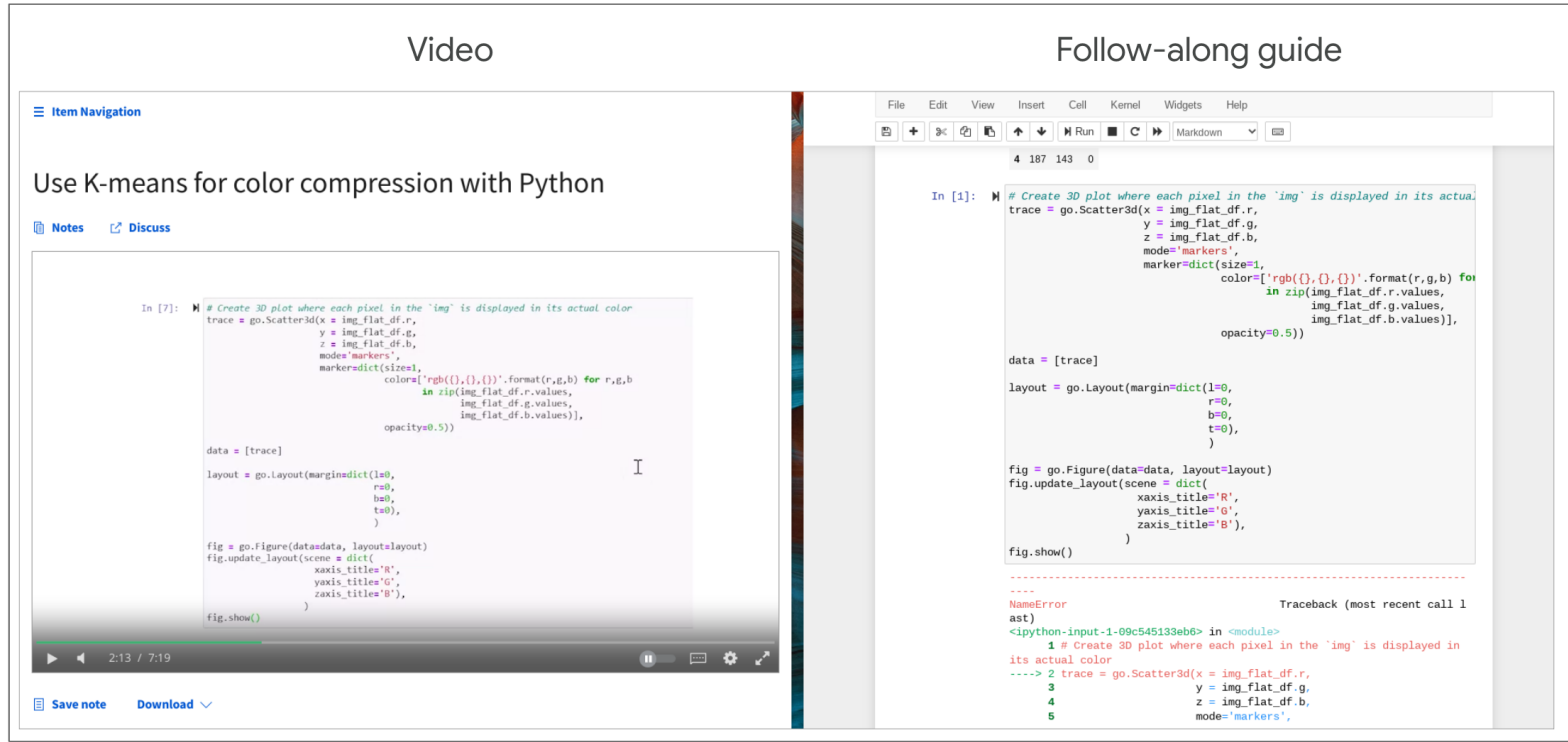 Video
Follow-along guide
Item Navigation
Use K-means for color compression with Python
Notes
Discuss
In [7]:
# Create 3D plot where each pixel in the `img` is displayed in its actual color
trace = go.Scatter3d(x = img_flat_df.r,
y = img_flat_df.g,
z = img_flat_df.b,
mode='markers',
marker=dict(size=1,
color=['rgb({},{},{})'.format(r,g,b) for r,g,b
in zip(img_flat_df.r.values,
img_flat_df.g.values,
img_flat_df.b.values)],
opacity=0.5))
data = [trace]
layout = go.Layout(margin=dict(l=0,
r=0,
b=0,
t=0),
)
fig = go.Figure(data=data, layout=layout)
fig.update_layout(scene = dict(
xaxis_title='R',
yaxis_title='G',
zaxis_title='B'),
)
fig.show()
2:13 / 7:19
Save note
Download
File Edit View Insert Cell Kernel Widgets Help
Run Markdown
4 187 143 0
In [1]:
# Create 3D plot where each pixel in the `img` is displayed in its actual
trace = go.Scatter3d(x = img_flat_df.r,
y = img_flat_df.g,
z = img_flat_df.b,
mode='markers',
marker=dict(size=1,
color=['rgb({},{},{})'.format(r,g,b) for
in zip(img_flat_df.r.values,
img_flat_df.g.values,
img_flat_df.b.values)],
opacity=0.5))
data = [trace]
layout = go.Layout(margin=dict(l=0,
r=0,
b=0,
t=0),
)
fig = go.Figure(data=data, layout=layout)
fig.update_layout(scene = dict(
xaxis_title='R',
yaxis_title='G',
zaxis_title='B'),
)
fig.show()
---------------------------------------------------------------------------
----
NameError Traceback (most recent call l
ast)
<ipython-input-1-09c545133eb6> in <module>
1 # Create 3D plot where each pixel in the `img` is displayed in
its actual color
----> 2 trace = go.Scatter3d(x = img_flat_df.r,
3 y = img_flat_df.g,
4 z = img_flat_df.b,
5 mode='markers',